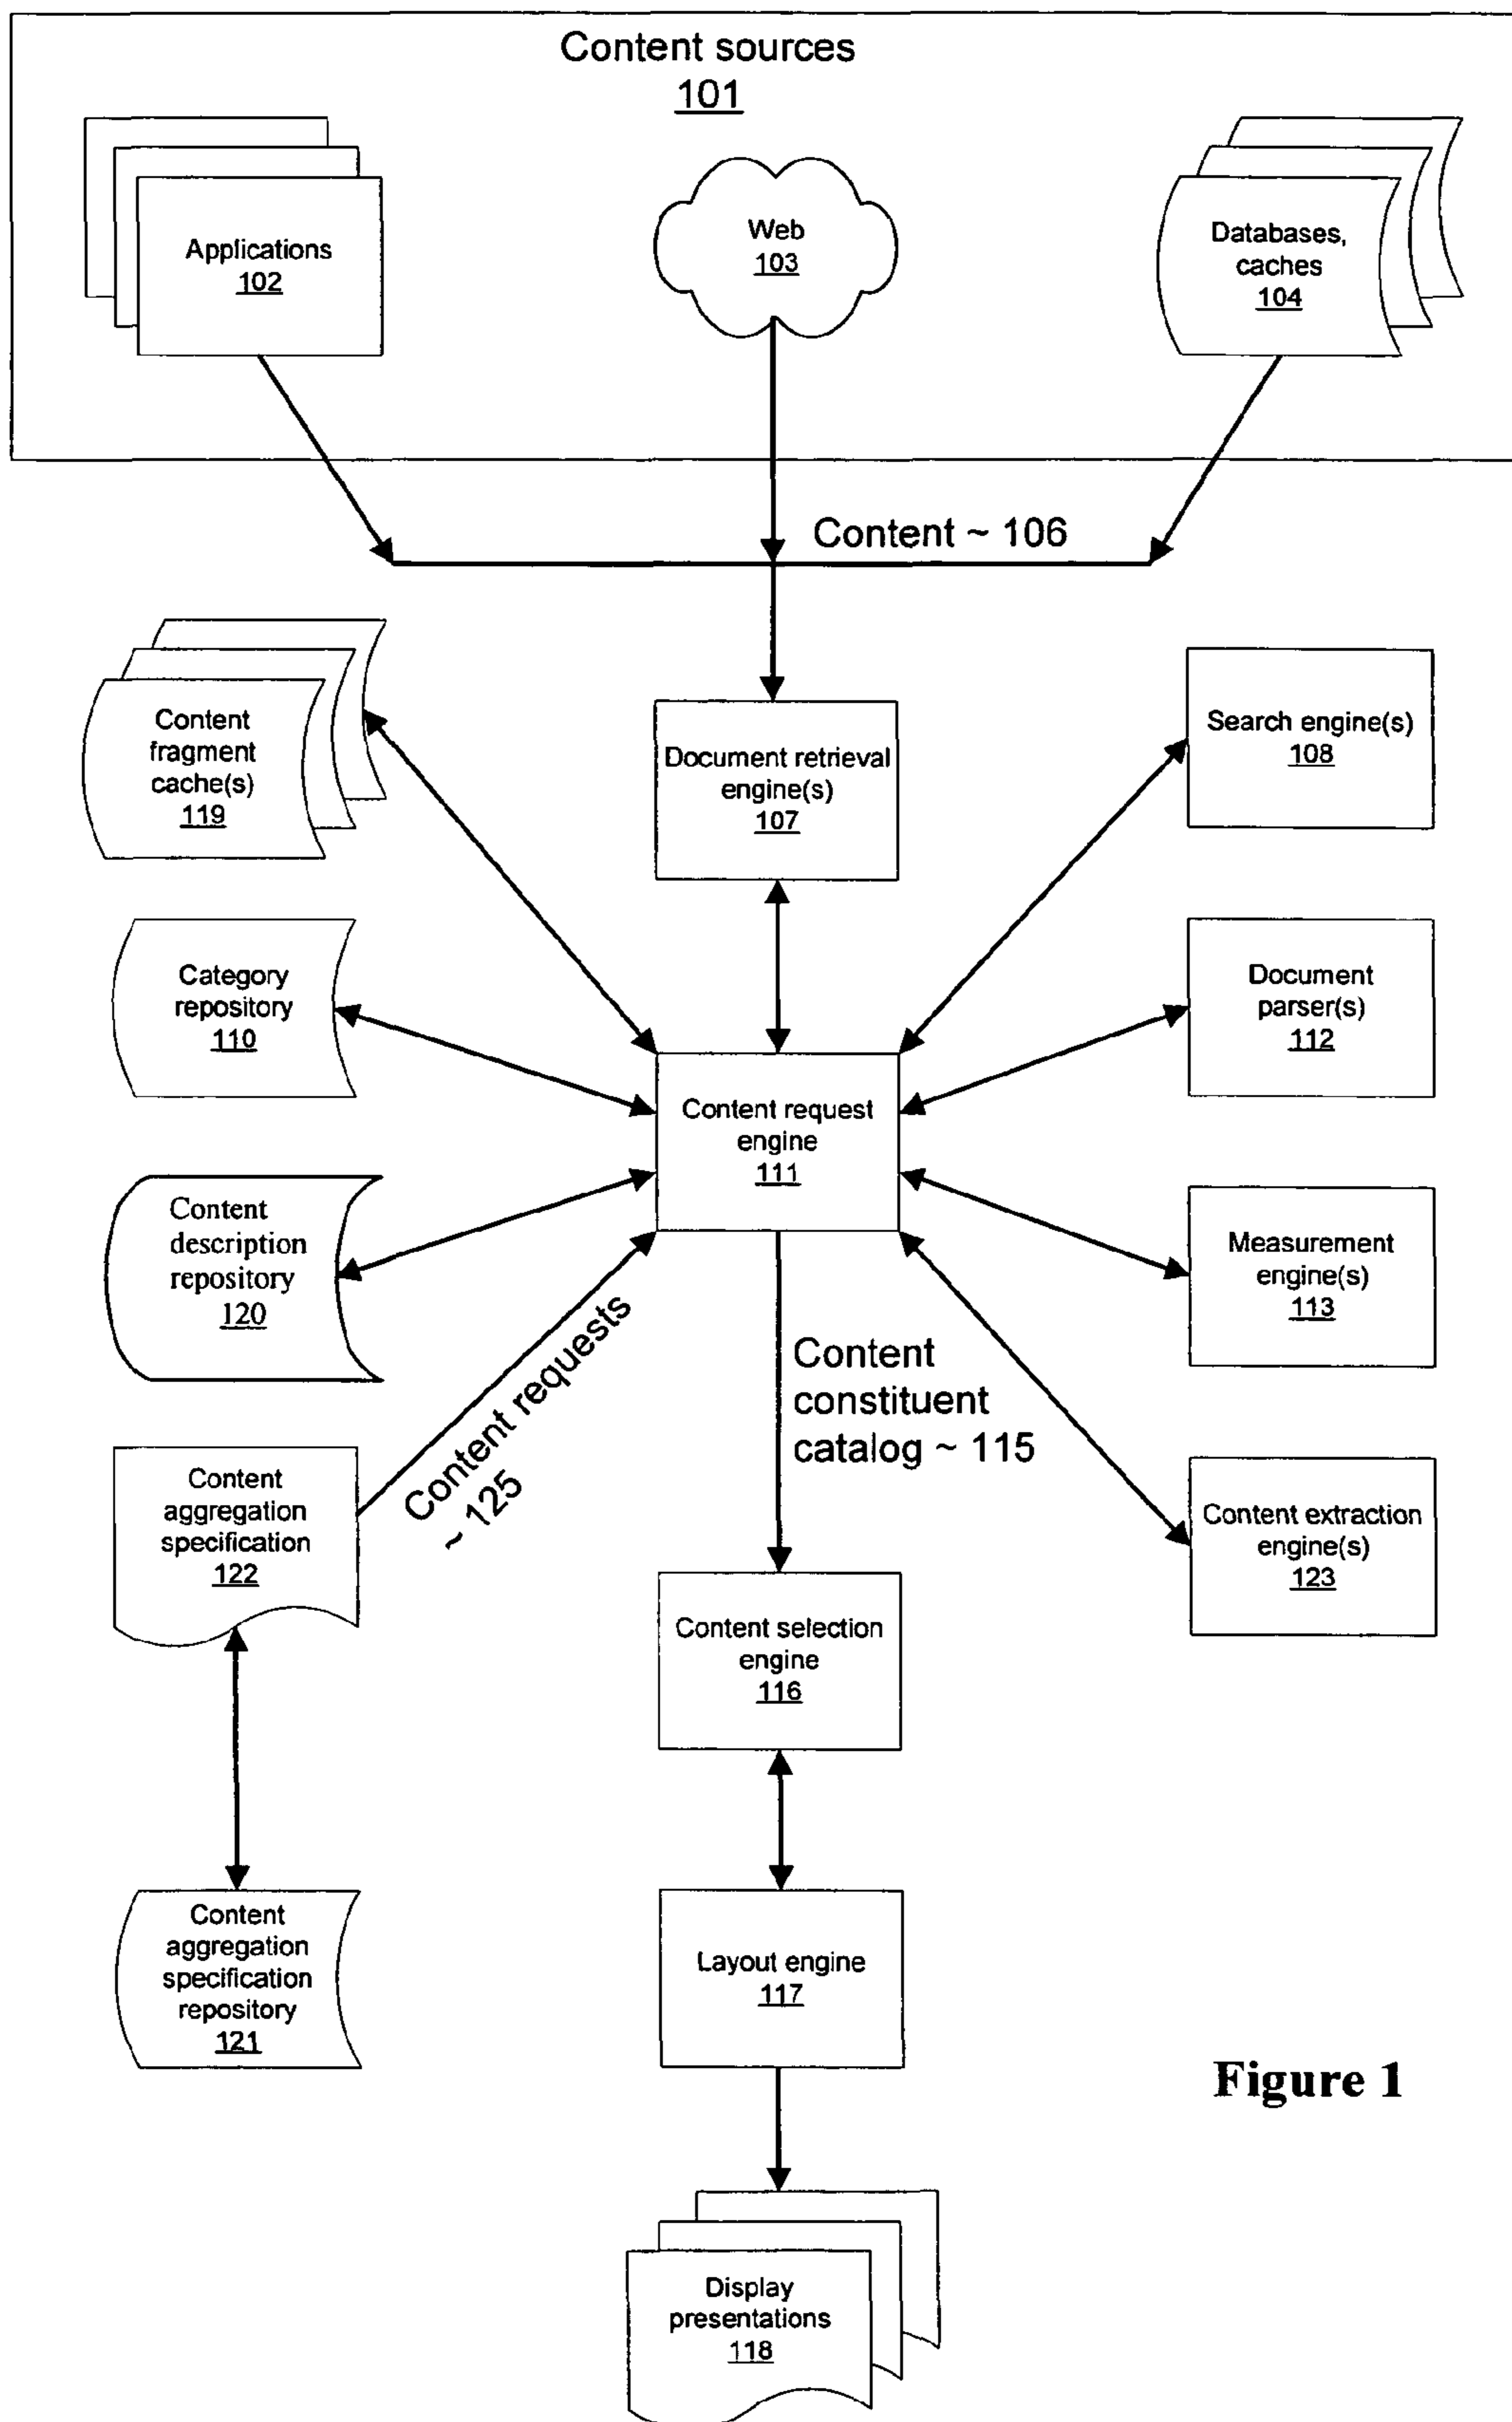 Content sources
101
Applications
102
Web
103
Databases,
caches
104
Content ~ 106
Content
fragment
cache(s)
119
Document retrieval
engine(s)
107
Search engine(s)
108
Category
repository
110
Document
parser(s)
112
Content request
engine
111
Content
description
repository
120
Measurement
engine(s)
113
Content requests
~ 125
Content
constituent
catalog ~ 115
Content
aggregation
specification
122
Content extraction
engine(s)
123
Content selection
engine
116
Content
aggregation
specification
repository
121
Layout engine
117
Figure 1
Display
presentations
118